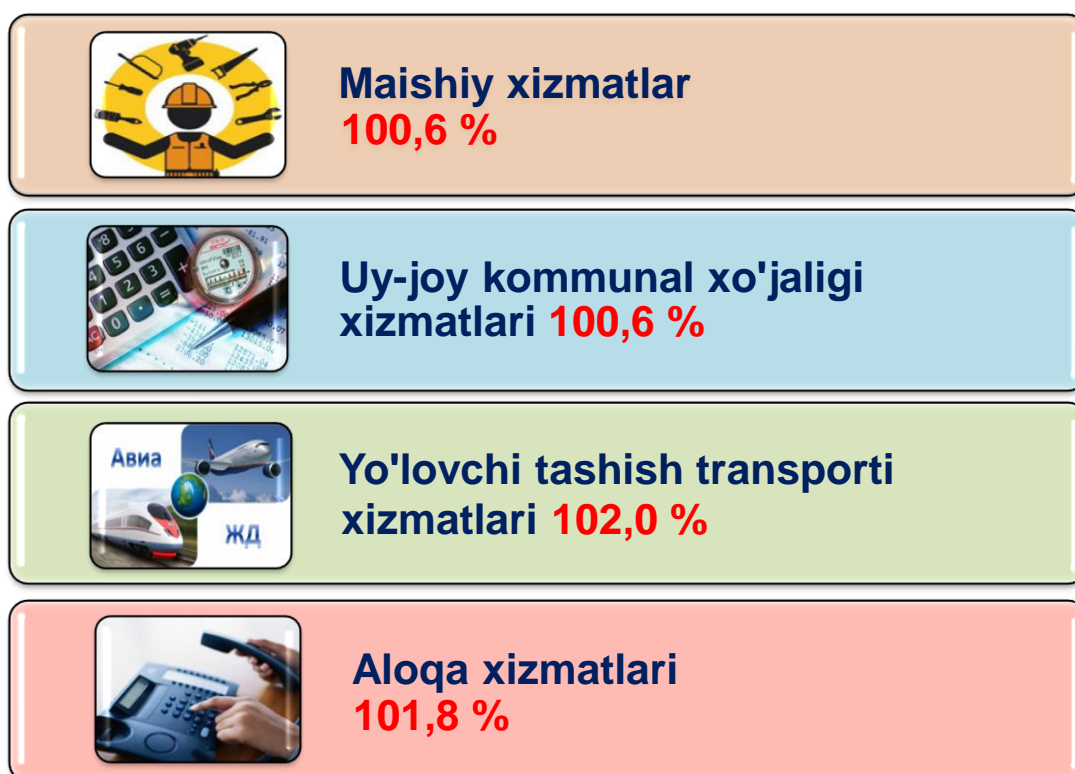 Maishiy xizmatlar
100,6 %
Uy-joy kommunal xo'jaligi
xizmatlari 100,6 %
Авиа
ЖД
Yo'lovchi tashish transporti
xizmatlari 102,0 %
Aloqa xizmatlari
101,8 %